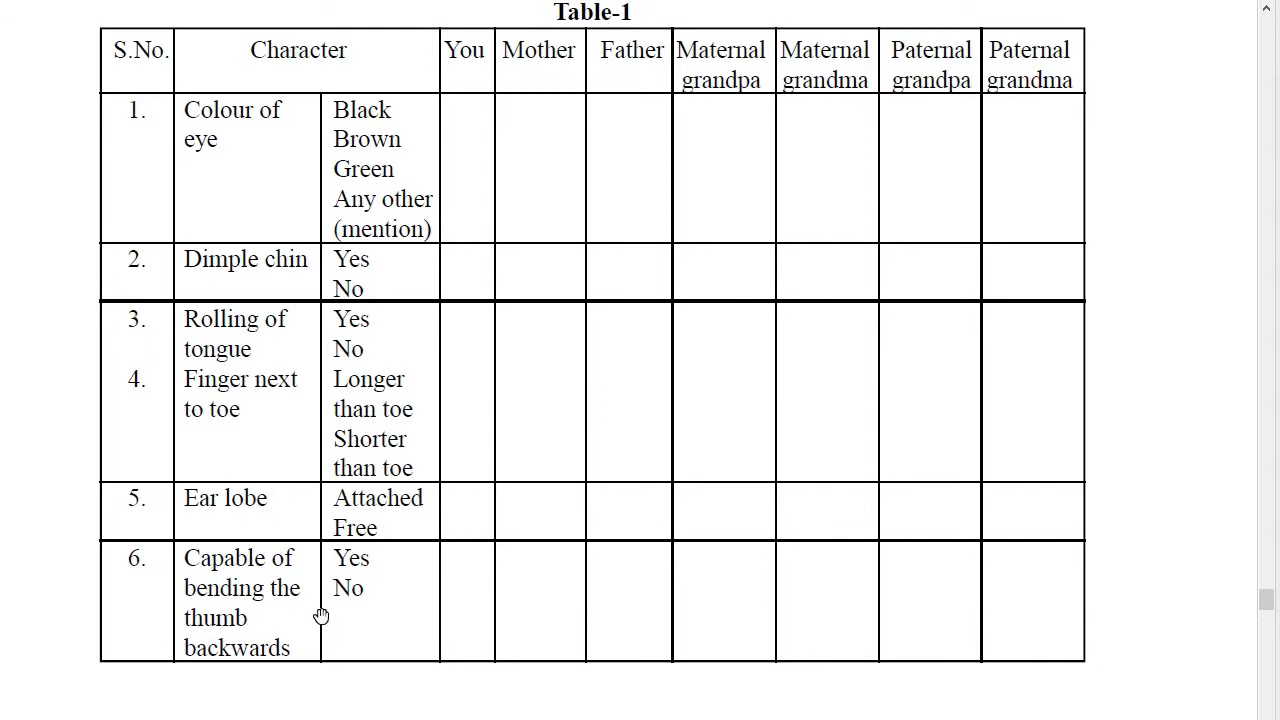 Table-1
S.No. Character You Mother Father Maternal grandpa Maternal grandma Paternal grandpa Paternal grandma
1. Colour of eye Black
Brown
Green
Any other
(mention)
2. Dimple chin Yes
No
3. Rolling of tongue Yes
No
4. Finger next to toe Longer
than toe
Shorter
than toe
5. Ear lobe Attached
Free
6. Capable of bending the thumb backwards Yes
No